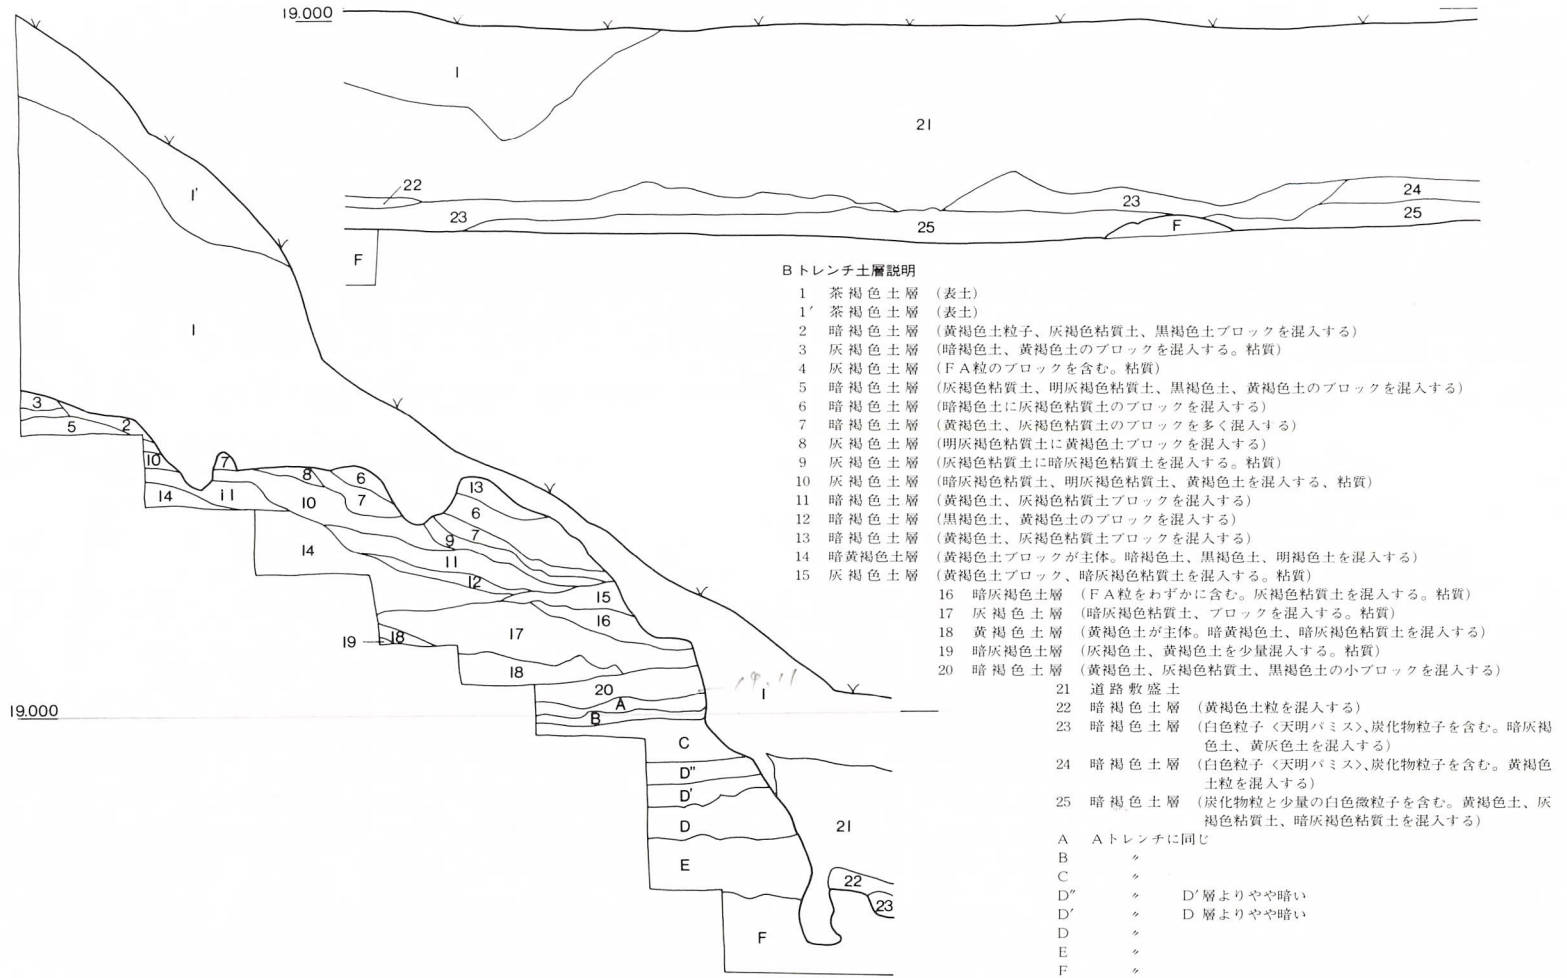 19.000
1
21
22
23
25
23
24
25
F
F
1'
1
3
5
2
10
14
7
11
8
10
6
7
13
6
7
9
11
12
14
15
16
17
18
19
18
20
A
B
C
D"
D'
D
E
F
1
21
22
23
19.000
19.11
Bトレンチ土層説明
1 茶褐色土層 (表土)
1′ 茶褐色土層 (表土)
2 暗褐色土層 (黄褐色土粒子、灰褐色粘質土、黒褐色土ブロックを混入する)
3 灰褐色土層 (暗褐色土、黄褐色土のブロックを混入する。粘質)
4 灰褐色土層 (FA粒のブロックを含む。粘質)
5 暗褐色土層 (灰褐色粘質土、明灰褐色粘質土、黒褐色土、黄褐色土のブロックを混入する)
6 暗褐色土層 (暗褐色土に灰褐色粘質土のブロックを混入する)
7 暗褐色土層 (黄褐色土、灰褐色粘質土のブロックを多く混入する)
8 灰褐色土層 (明灰褐色粘質土に黄褐色土ブロックを混入する)
9 灰褐色土層 (灰褐色粘質土に暗灰褐色粘質土を混入する。粘質)
10 灰褐色土層 (暗灰褐色粘質土、明灰褐色粘質土、黄褐色土を混入する、粘質)
11 暗褐色土層 (黄褐色土、灰褐色粘質土ブロックを混入する)
12 暗褐色土層 (黒褐色土、黄褐色土のブロックを混入する)
13 暗褐色土層 (黄褐色土、灰褐色粘質土ブロックを混入する)
14 暗黄褐色土層 (黄褐色土ブロックが主体。暗褐色土、黒褐色土、明褐色土を混入する)
15 灰褐色土層 (黄褐色土ブロック、暗灰褐色粘質土を混入する。粘質)
16 暗灰褐色土層 (FA粒をわずかに含む。灰褐色粘質土を混入する。粘質)
17 灰褐色土層 (暗灰褐色粘質土、ブロックを混入する。粘質)
18 黄褐色土層 (黄褐色土が主体。暗黄褐色土、暗灰褐色粘質土を混入する)
19 暗灰褐色土層 (灰褐色土、黄褐色土を少量混入する。粘質)
20 暗褐色土層 (黄褐色土、灰褐色粘質土、黒褐色土の小ブロックを混入する)
21 道路敷盛土
22 暗褐色土層 (黄褐色土粒を混入する)
23 暗褐色土層 (白色粒子〈天明パミス〉、炭化物粒子を含む。暗灰褐
色土、黄灰色土を混入する)
24 暗褐色土層 (白色粒子〈天明パミス〉、炭化物粒子を含む。黄褐色
土粒を混入する)
25 暗褐色土層 (炭化物粒と少量の白色微粒子を含む。黄褐色土、灰
褐色粘質土、暗灰褐色粘質土を混入する)
A Aトレンチに同じ
B 〃
C 〃
D″ 〃 D′層よりやや暗い
D′ 〃 D 層よりやや暗い
D 〃
E 〃
F 〃